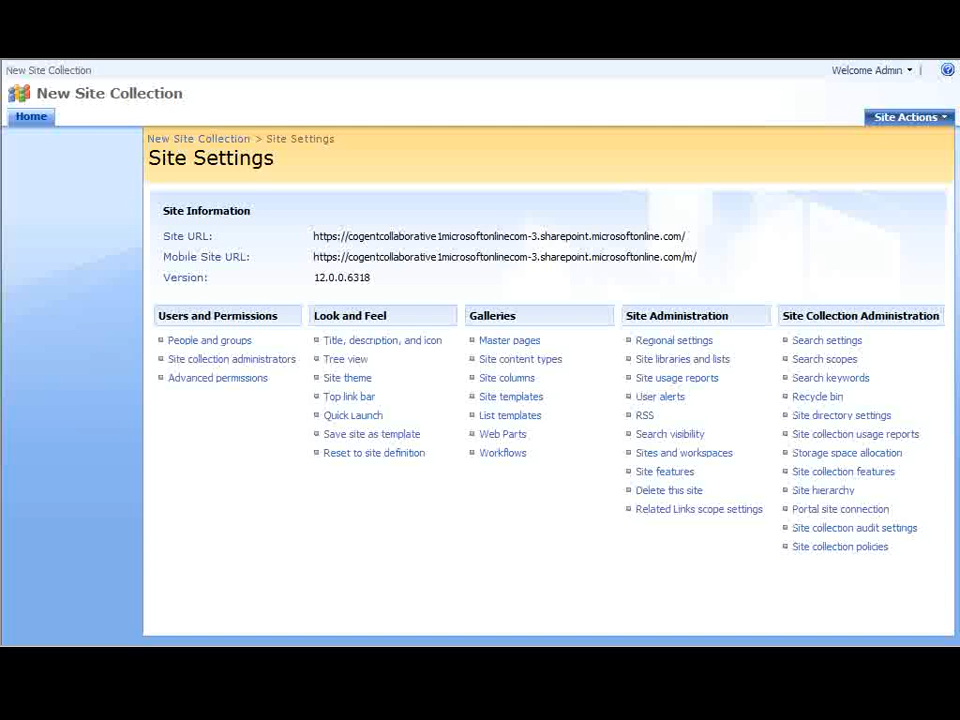 New Site Collection
Welcome Admin
New Site Collection
Home
Site Actions
New Site Collection > Site Settings
Site Settings
Site Information
Site URL: https://cogentcollaborative1microsoftonlinecom-3.sharepoint.microsoftonline.com/
Mobile Site URL: https://cogentcollaborative1microsoftonlinecom-3.sharepoint.microsoftonline.com/m/
Version: 12.0.0.6318
Users and Permissions
People and groups
Site collection administrators
Advanced permissions
Look and Feel
Title, description, and icon
Tree view
Site theme
Top link bar
Quick Launch
Save site as template
Reset to site definition
Galleries
Master pages
Site content types
Site columns
Site templates
List templates
Web Parts
Workflows
Site Administration
Regional settings
Site libraries and lists
Site usage reports
User alerts
RSS
Search visibility
Sites and workspaces
Site features
Delete this site
Related Links scope settings
Site Collection Administration
Search settings
Search scopes
Search keywords
Recycle bin
Site directory settings
Site collection usage reports
Storage space allocation
Site collection features
Site hierarchy
Portal site connection
Site collection audit settings
Site collection policies